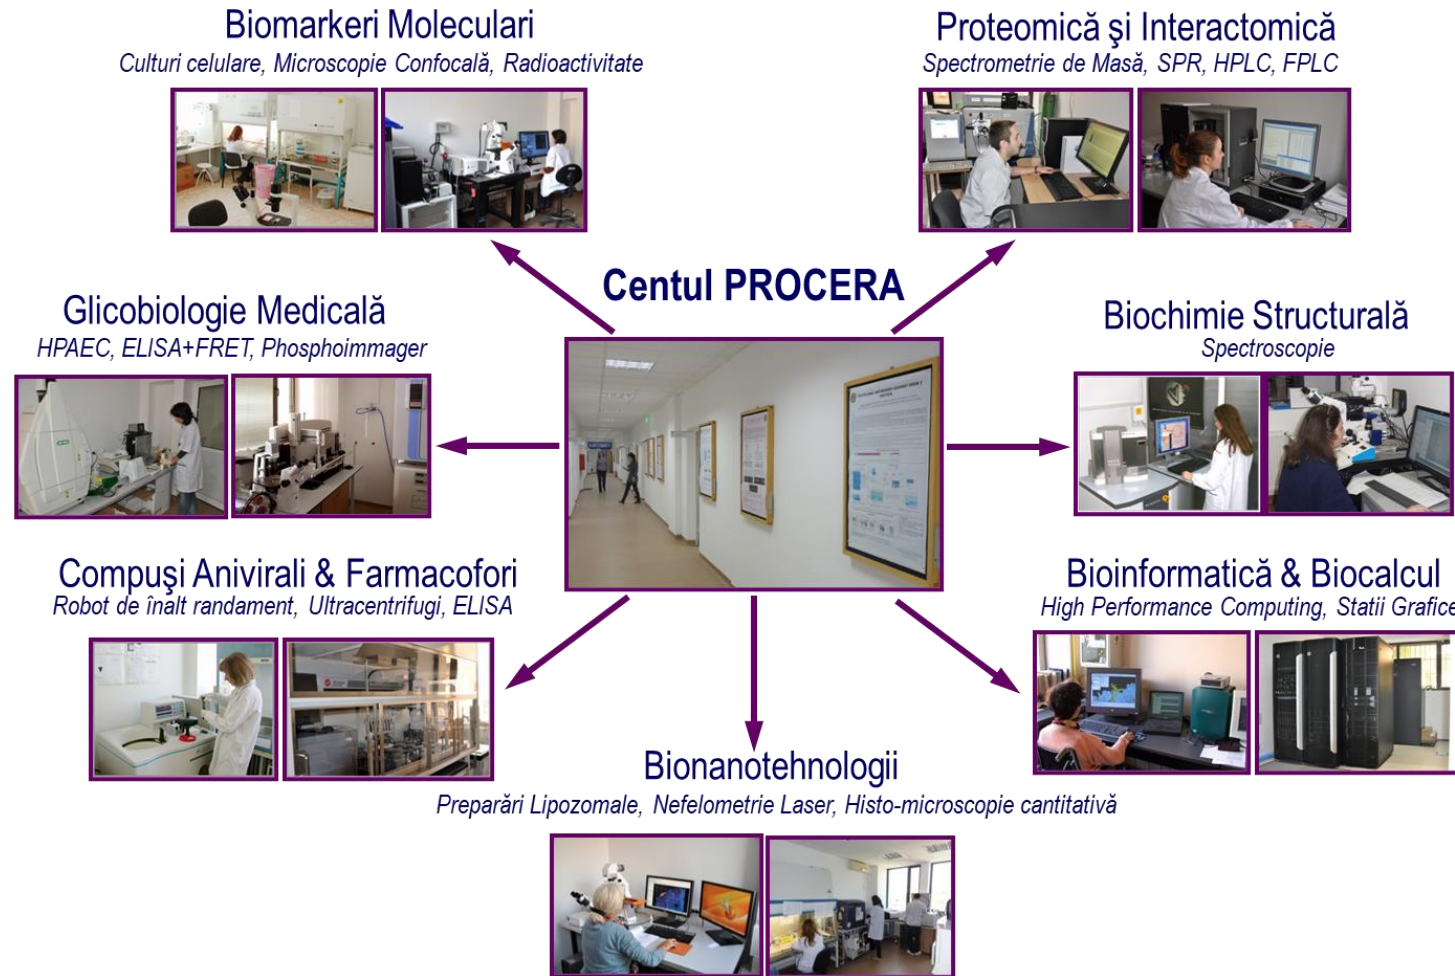 Biomarkeri Moleculari
Culturi celulare, Microscopie Confocală, Radioactivitate
Proteomică şi Interactomică
Spectrometrie de Masă, SPR, HPLC, FPLC
Centul PROCERA
Glicobiologie Medicală
HPAEC, ELISA+FRET, Phosphoimmager
Biochimie Structurală
Spectroscopie
Compuşi Anivirali & Farmacofori
Robot de înalt randament, Ultracentrifugi, ELISA
Bioinformatică & Biocalcul
High Performance Computing, Statii Grafice
Bionanotehnologii
Preparări Lipozomale, Nefelometrie Laser, Histo-microscopie cantitativă